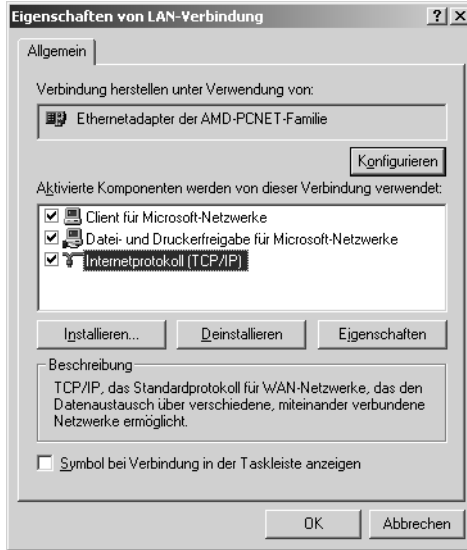 Eigenschaften von LAN-Verbindung
Allgemein
Verbindung herstellen unter Verwendung von:
Ethernetadapter der AMD-PCNET-Familie
Konfigurieren
Aktivierte Komponenten werden von dieser Verbindung verwendet:
Client für Microsoft-Netzwerke
Datei- und Druckerfreigabe für Microsoft-Netzwerke
Internetprotokoll (TCP/IP)
Installieren... Deinstallieren Eigenschaften
Beschreibung
TCP/IP, das Standardprotokoll für WAN-Netzwerke, das den
Datenaustausch über verschiedene, miteinander verbundene
Netzwerke ermöglicht.
Symbol bei Verbindung in der Taskleiste anzeigen
OK Abbrechen